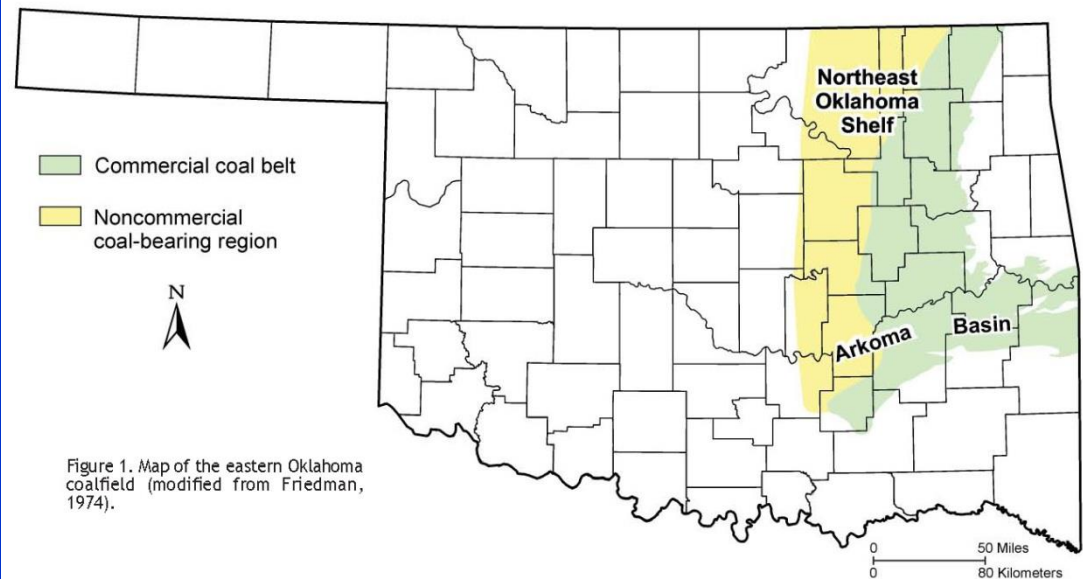 Northeast
Oklahoma
Shelf
Commercial coal belt
Noncommercial
coal-bearing region
N
Arkoma
Basin
Figure 1. Map of the eastern Oklahoma
coalfield (modified from Friedman,
1974).
0 50 Miles
0 80 Kilometers